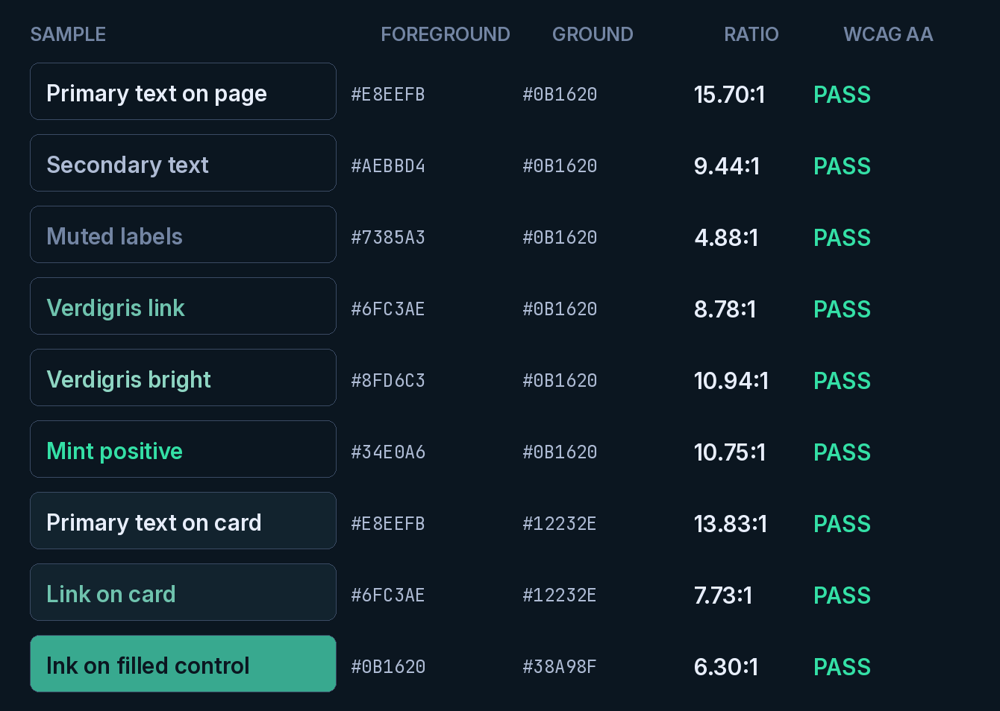 SAMPLE FOREGROUND GROUND RATIO WCAG AA
Primary text on page #E8EEFB #0B1620 15.70:1 PASS
Secondary text #AEBBD4 #0B1620 9.44:1 PASS
Muted labels #7385A3 #0B1620 4.88:1 PASS
Verdigris link #6FC3AE #0B1620 8.78:1 PASS
Verdigris bright #8FD6C3 #0B1620 10.94:1 PASS
Mint positive #34E0A6 #0B1620 10.75:1 PASS
Primary text on card #E8EEFB #12232E 13.83:1 PASS
Link on card #6FC3AE #12232E 7.73:1 PASS
Ink on filled control #0B1620 #38A98F 6.30:1 PASS